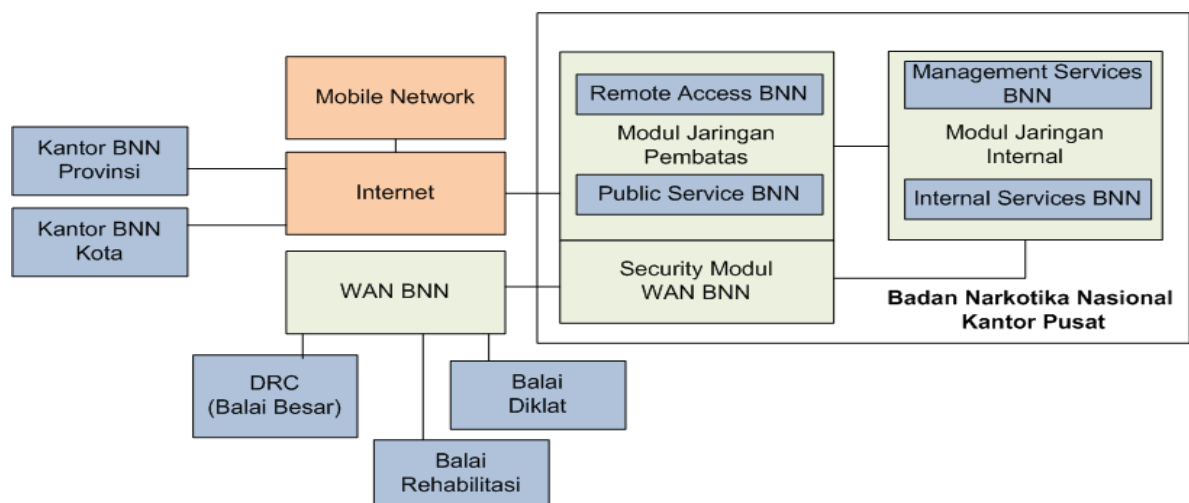 Mobile Network
Kantor BNN
Provinsi
Internet
Kantor BNN
Kota
WAN BNN
DRC
(Balai Besar)
Balai
Rehabilitasi
Balai
Diklat
Remote Access BNN
Modul Jaringan
Pembatas
Public Service BNN
Security Modul
WAN BNN
Management Services
BNN
Modul Jaringan
Internal
Internal Services BNN
Badan Narkotika Nasional
Kantor Pusat